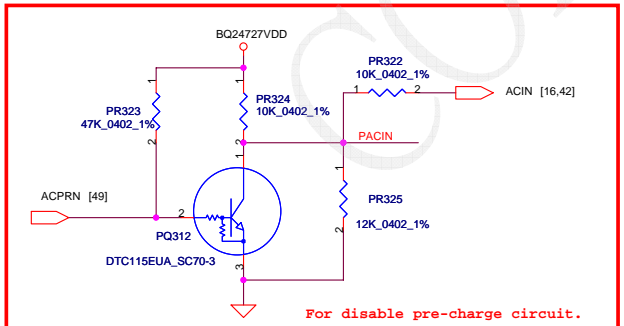 BQ24727VDD
PR322
10K_0402_1%
1
2
ACIN [16,42]
1
PR323
47K_0402_1%
2
1
PR324
10K_0402_1%
2
PACIN
1
ACPRN [49]
2
1
PR325
12K_0402_1%
2
PQ312
DTC115EUA_SC70-3
3
For disable pre-charge circuit.